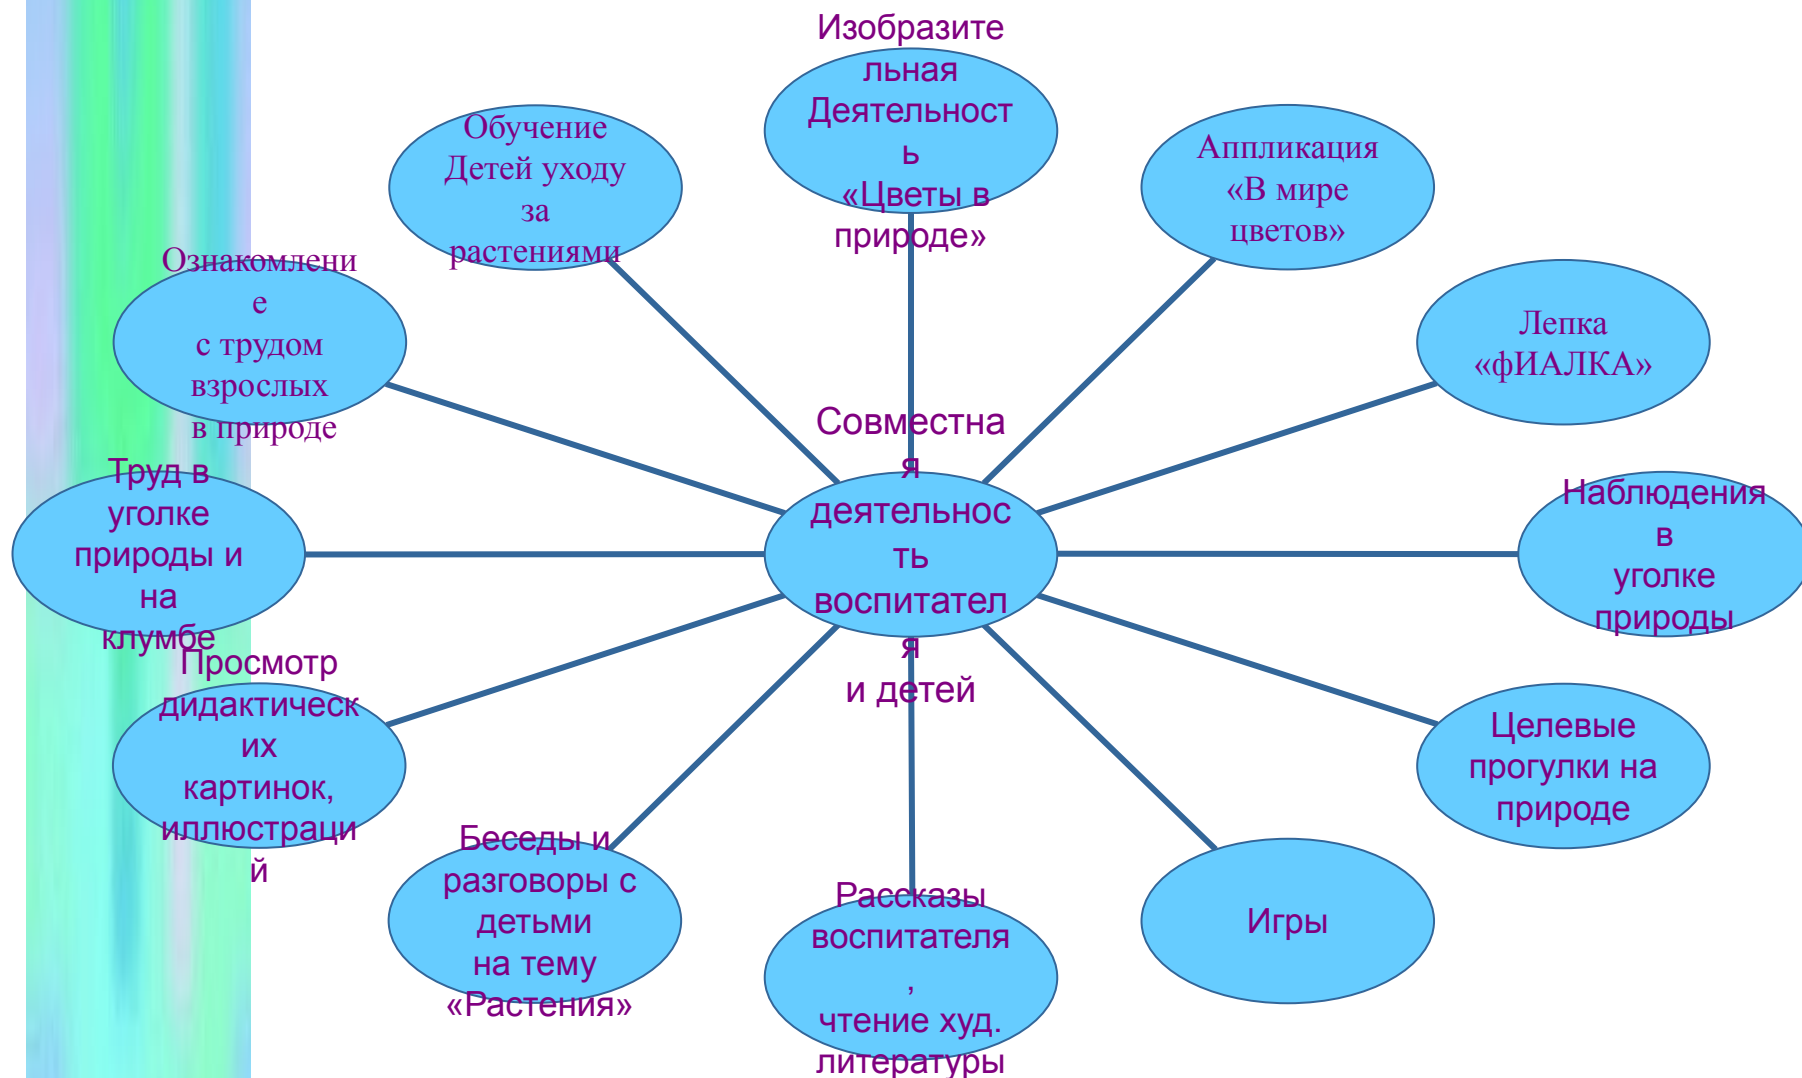 Изобразите
льная
Деятельност
ь
«Цветы в
природе»
Аппликация
«В мире
цветов»
Лепка
«фИАЛКА»
Наблюдения
в
уголке
природы
Целевые
прогулки на
природе
Игры
Рассказы
воспитателя
,
чтение худ.
литературы
Беседы и
разговоры с
детьми
на тему
«Растения»
Просмотр
дидактическ
их
картинок,
иллюстраци
й
Труд в
уголке
природы и
на
клумбе
Ознакомлени
е
с трудом
взрослых
в природе
Обучение
Детей уходу
за
растениями
Совместна
я
деятельнос
ть
воспитател
я
и детей